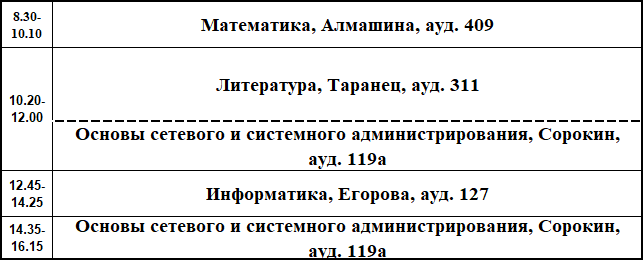 8.30-
10.10
Математика, Алмашина, ауд. 409
10.20-
12.00
Литература, Таранец, ауд. 311
Основы сетевого и системного администрирования, Сорокин,
ауд. 119а
12.45-
14.25
Информатика, Егорова, ауд. 127
14.35-
16.15
Основы сетевого и системного администрирования, Сорокин,
ауд. 119а